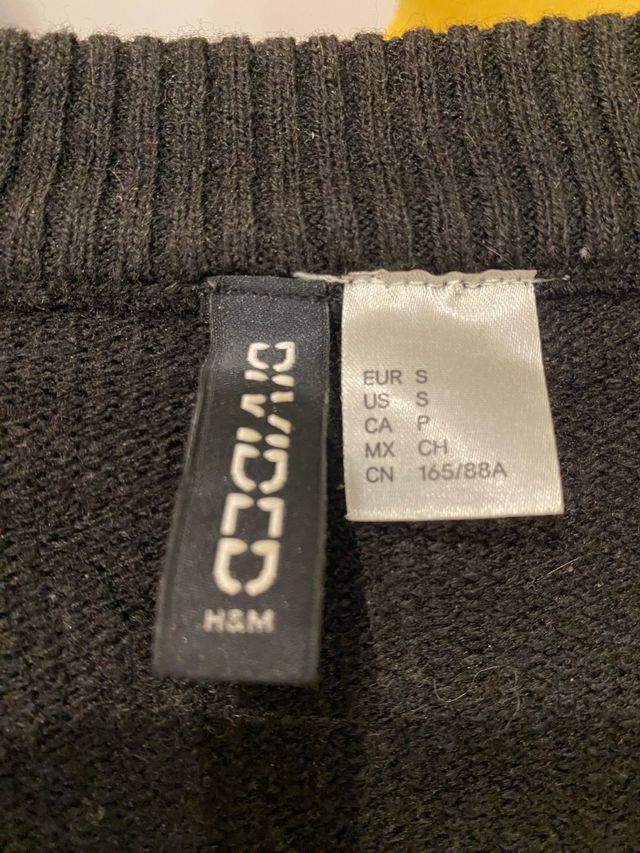 DIVIDED
H&M
EUR S
US S
CA P
MX CH
CN 165/88A